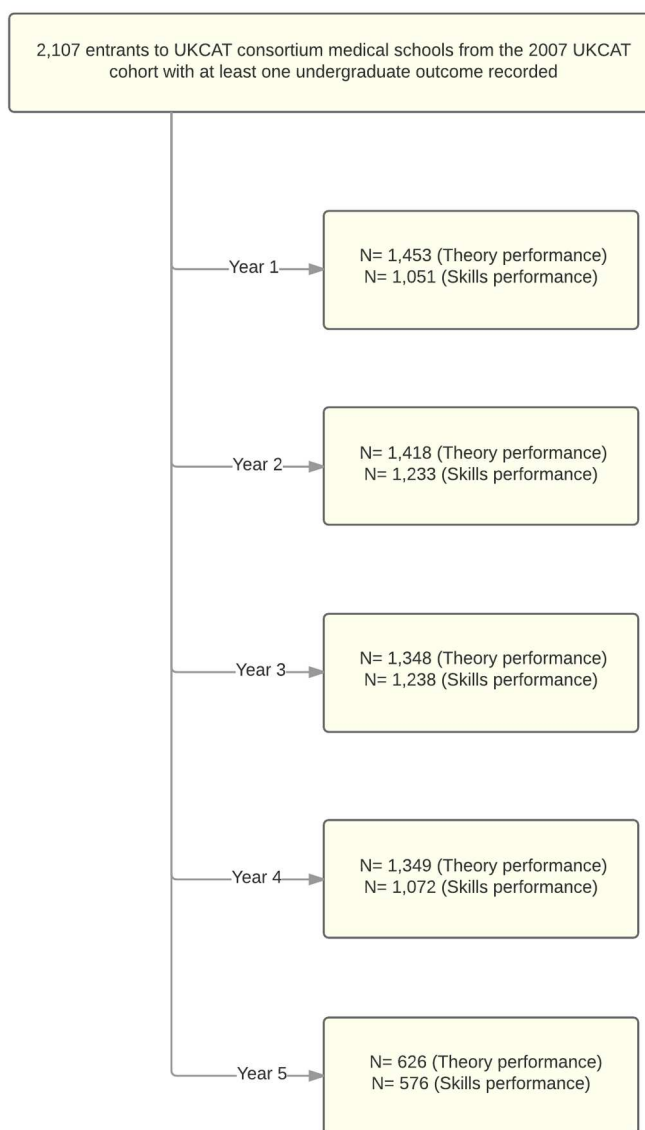 2,107 entrants to UKCAT consortium medical schools from the 2007 UKCAT
cohort with at least one undergraduate outcome recorded
Year 1
N= 1,453 (Theory performance)
N= 1,051 (Skills performance)
Year 2
N= 1,418 (Theory performance)
N= 1,233 (Skills performance)
Year 3
N= 1,348 (Theory performance)
N= 1,238 (Skills performance)
Year 4
N= 1,349 (Theory performance)
N= 1,072 (Skills performance)
Year 5
N= 626 (Theory performance)
N= 576 (Skills performance)